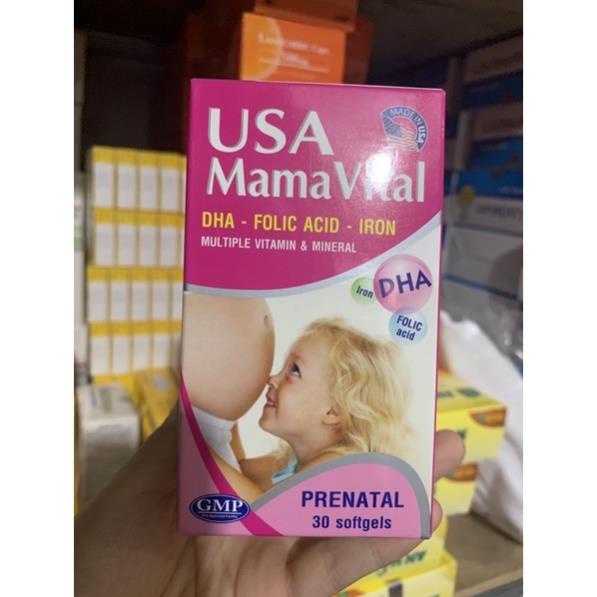 USA
MamaVital
MADE IN USA
DHA - FOLIC ACID - IRON
MULTIPLE VITAMIN & MINERAL
Iron
DHA
FOLIC
acid
GMP
PRENATAL
30 softgels